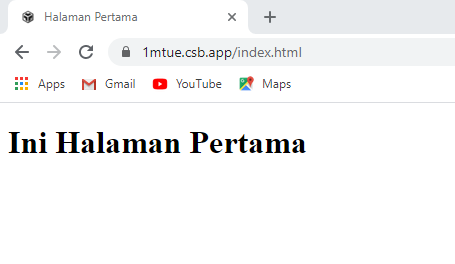 Halaman Pertama
1mtue.csb.app/index.html
Apps Gmail YouTube Maps
Ini Halaman Pertama